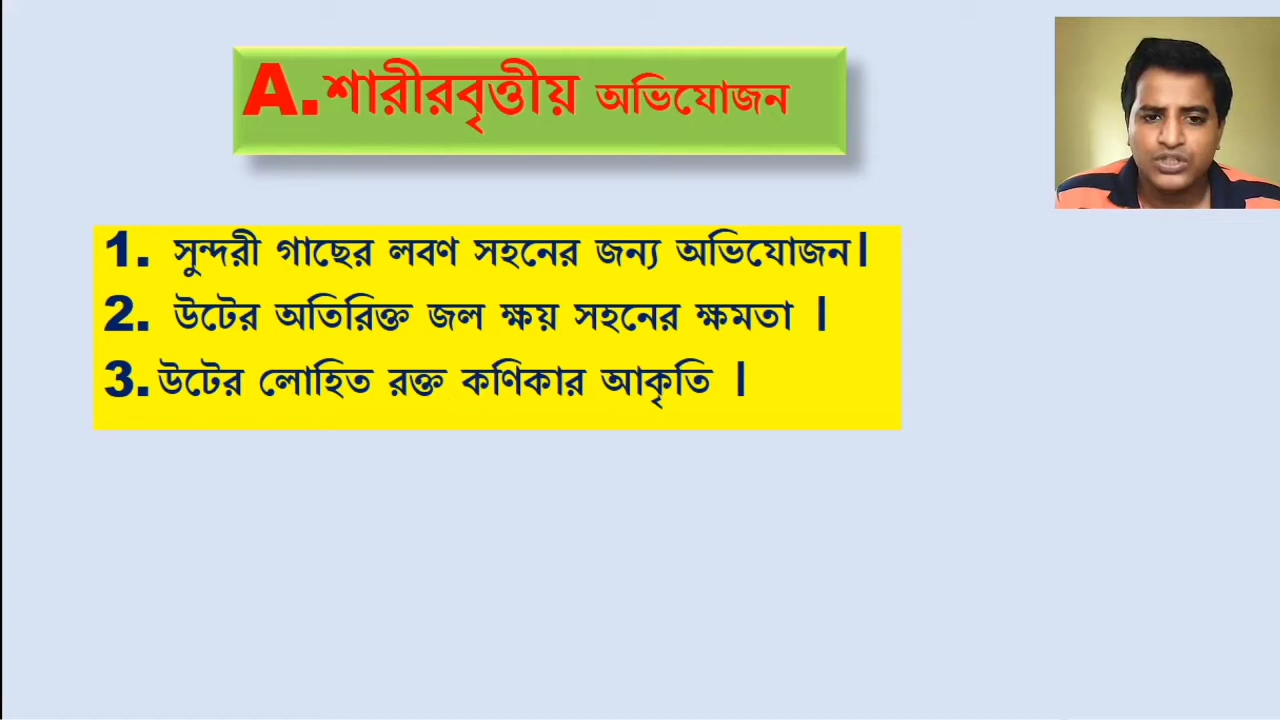 A.শারীরবৃত্তীয় অভিযোজন
1. সুন্দরী গাছের লবণ সহনের জন্য অভিযোজন|
2. উটের অতিরিক্ত জল ক্ষয় সহনের ক্ষমতা |
3. উটের লোহিত রক্ত কণিকার আকৃতি |